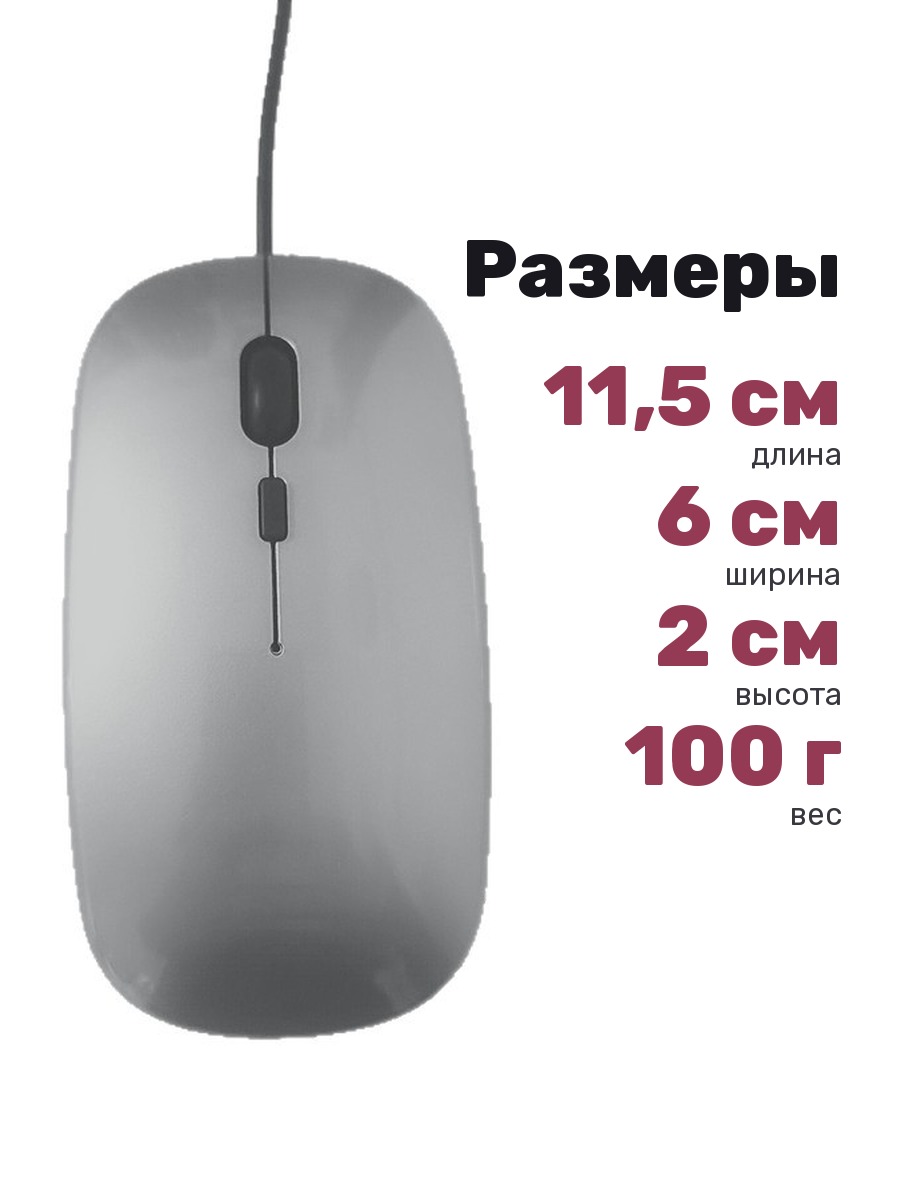 Размеры
11,5 см
длина
6 см
ширина
2 см
высота
100 г
вес